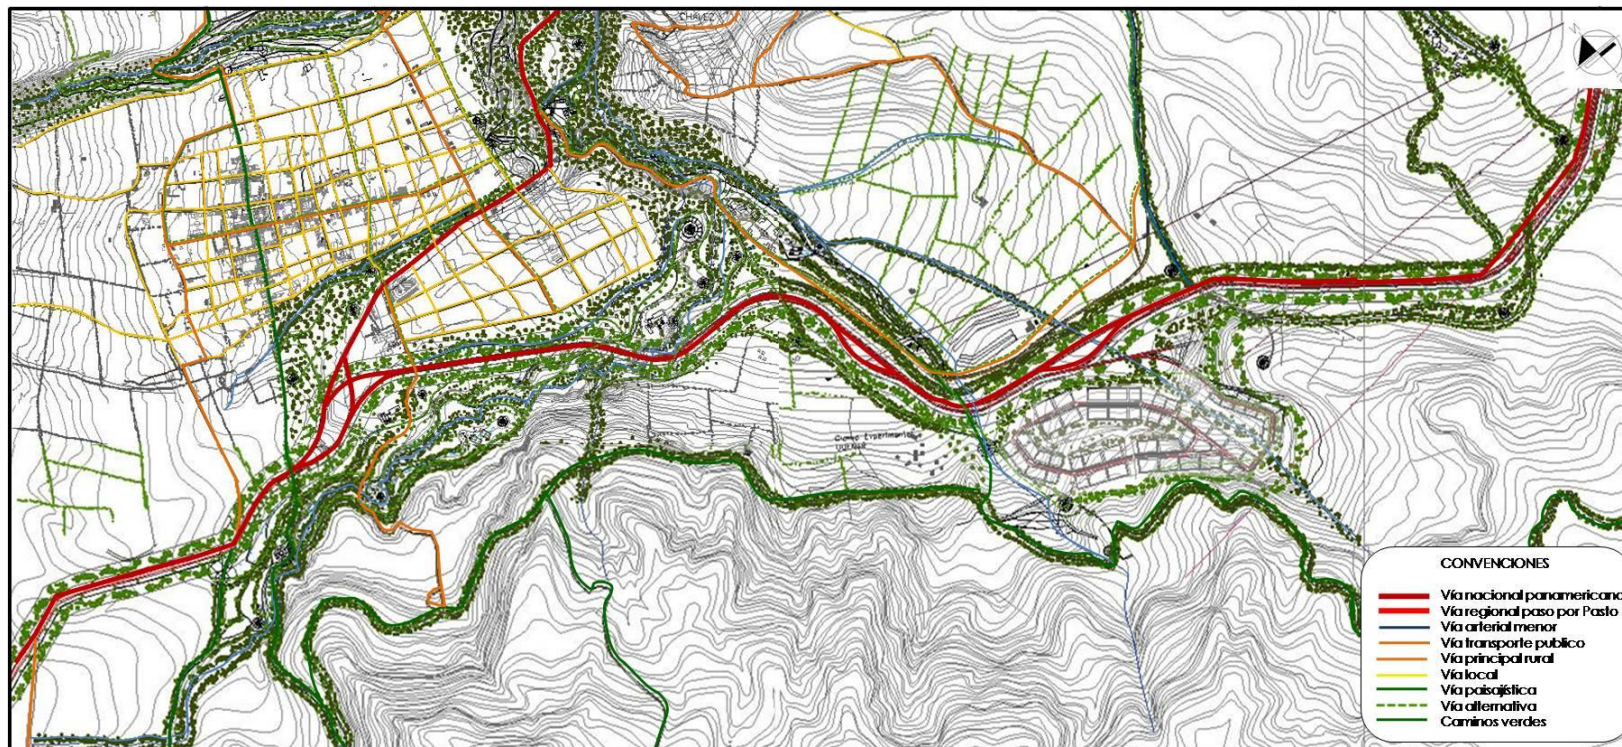 CHAVEZ
CONVENCIONES
Vía nacional panamericana
Vía regional paso por Pasto
Vía arterial menor
Vía transporte publico
Vía principal rural
Vía local
Vía paisajística
Vía alternativa
Caminos verdes